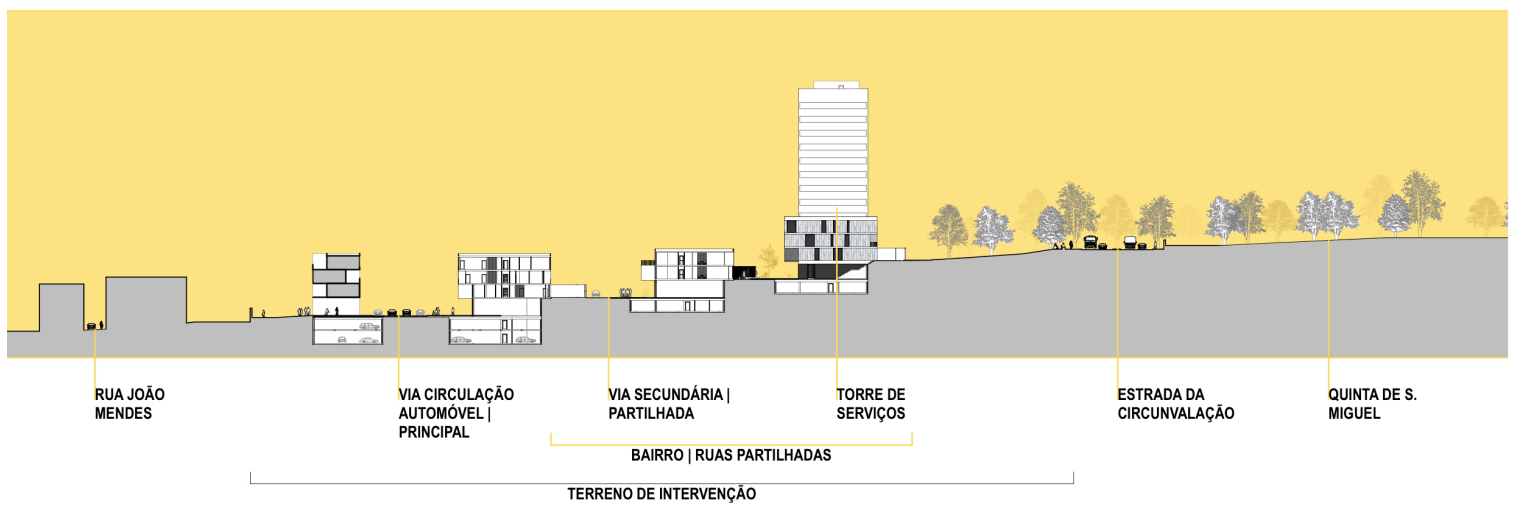 RUA JOÃO
MENDES
VIA CIRCULAÇÃO
AUTOMÓVEL |
PRINCIPAL
VIA SECUNDÁRIA |
PARTILHADA
TORRE DE
SERVIÇOS
ESTRADA DA
CIRCUNVALAÇÃO
QUINTA DE S.
MIGUEL
BAIRRO | RUAS PARTILHADAS
TERRENO DE INTERVENÇÃO